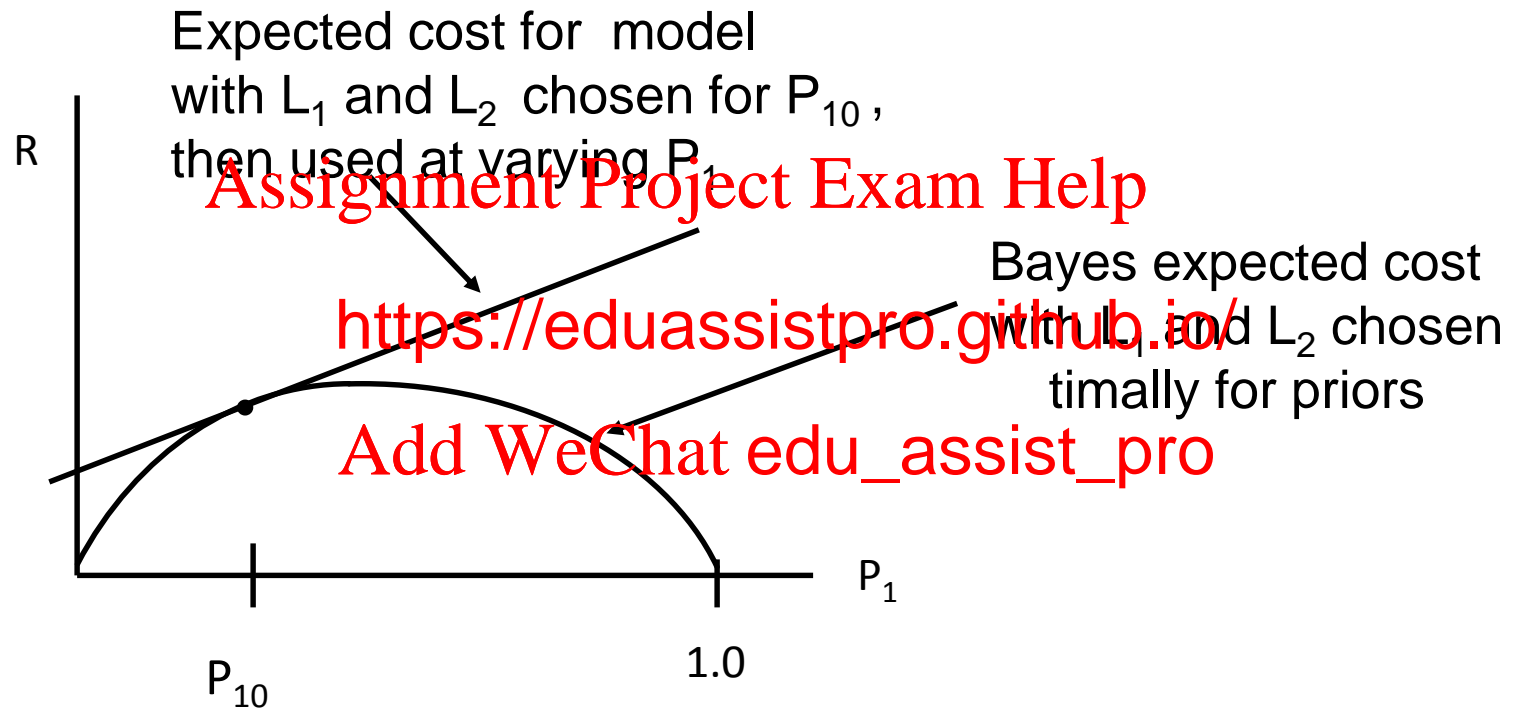 Expected cost for model
with L₁ and L₂ chosen for P₁₀ ,
then used at varying P₁
R
Assignment Project Exam Help
Bayes expected cost
https://eduassistpro.github.io/
with L₁ and L₂ chosen
timally for priors
Add WeChat edu_assist_pro
P₁
P₁₀
1.0